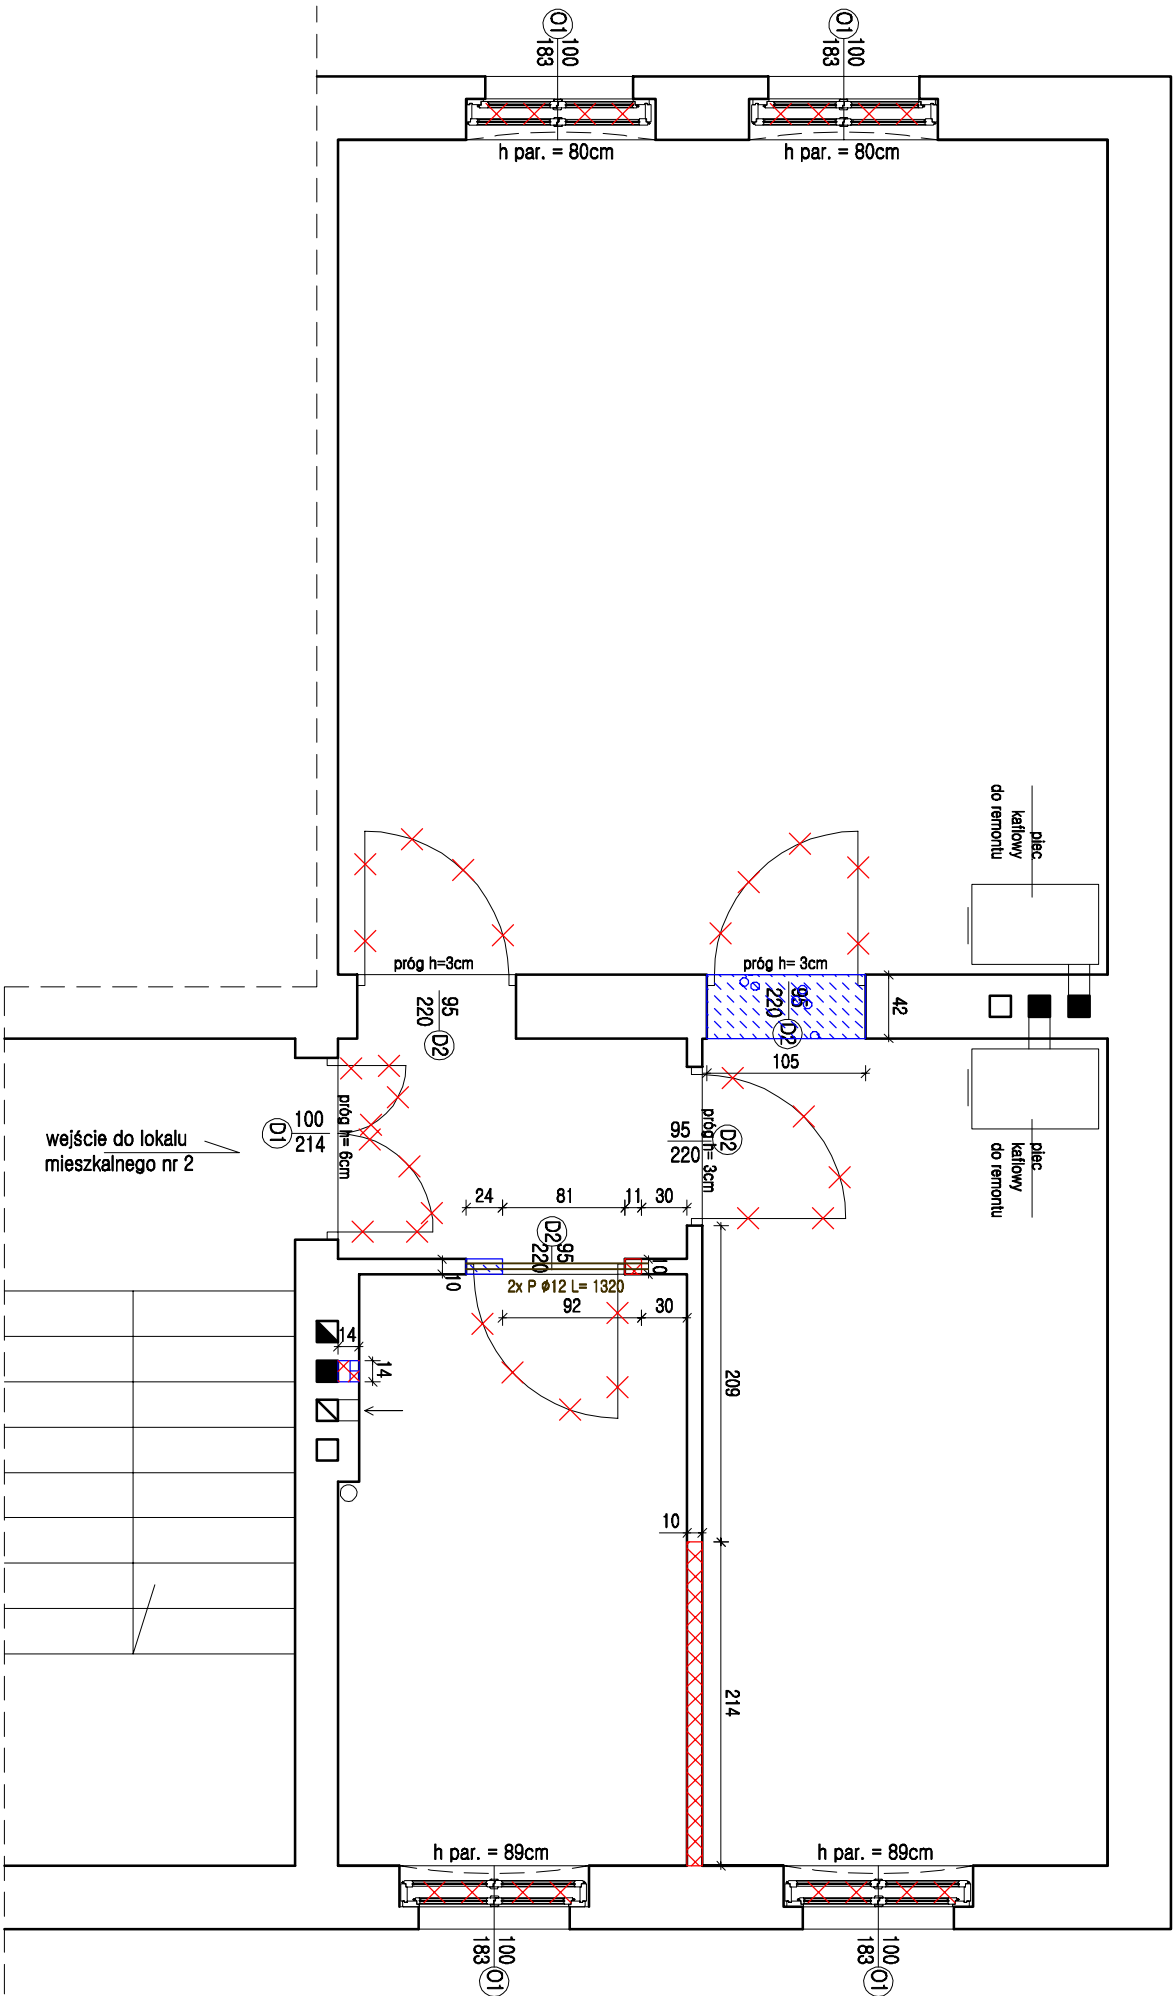 O1
100
183
O1
100
183
h par. = 80cm
h par. = 80cm
piec
kaflowy
do remontu
próg h=3cm
próg h= 3cm
95
220
D2
95
220
D2
42
105
piec
kaflowy
do remontu
wejście do lokalu
mieszkalnego nr 2
D1
100
214
próg h= 6cm
95
220
D2
próg h= 3cm
24
81
11
30
D2
95
220
10
10
2x P ø12 L= 1320
92
30
14
14
209
10
214
h par. = 89cm
h par. = 89cm
100
183
O1
100
183
O1